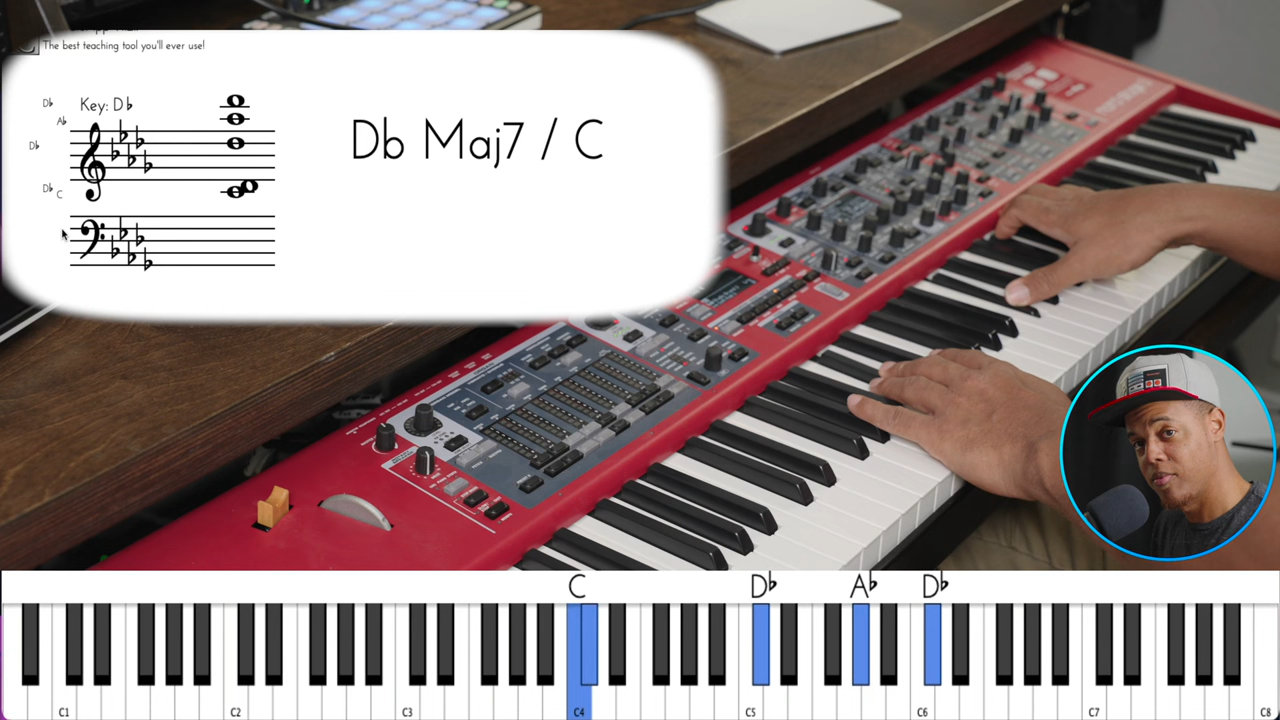 The best teaching tool you'll ever use!
Key: D♭
D♭
A♭
D♭
D♭
C
Db Maj7 / C
C D♭ A♭ D♭
C1 C2 C3 C4 C5 C6 C7 C8